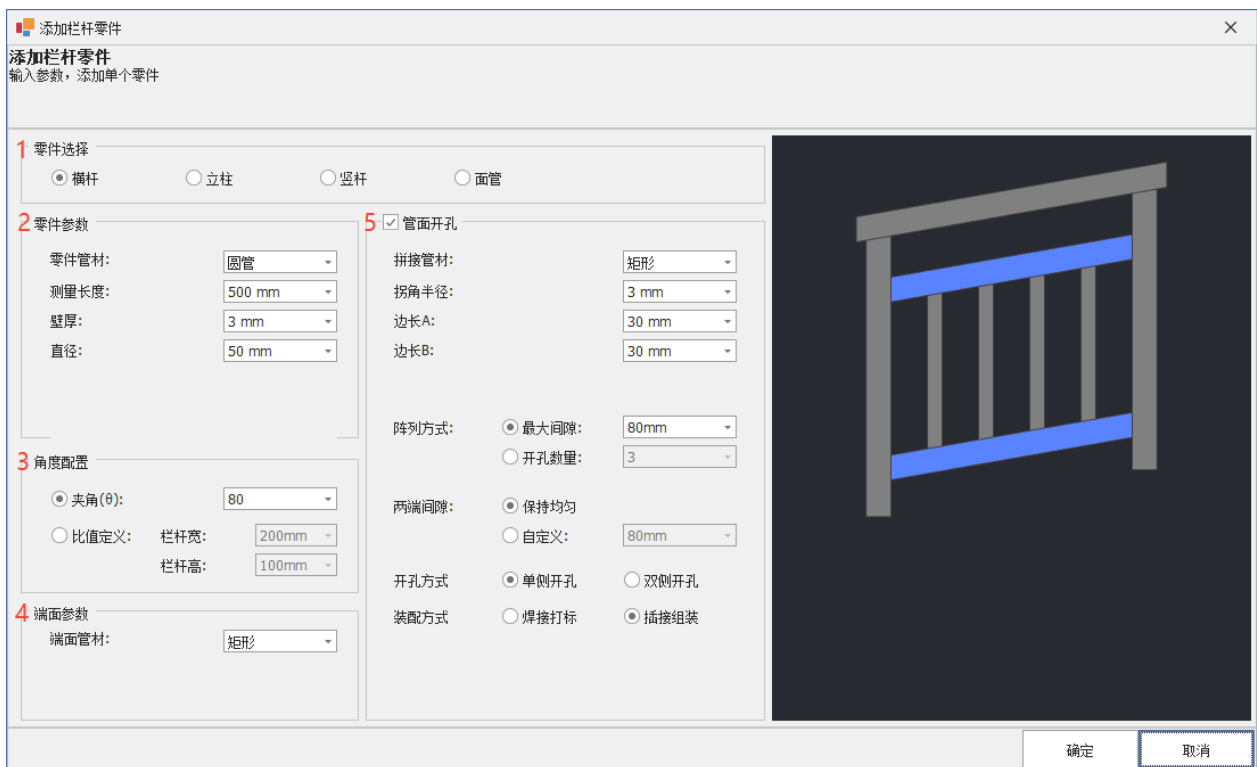 添加栏杆零件
添加栏杆零件
输入参数，添加单个零件
1 零件选择
横杆 立柱 竖杆 面管
2 零件参数
零件管材: 圆管
测量长度: 500 mm
壁厚: 3 mm
直径: 50 mm
3 角度配置
夹角(θ): 80
比值定义: 栏杆宽: 200mm
栏杆高: 100mm
4 端面参数
端面管材: 矩形
5 管面开孔
拼接管材: 矩形
拐角半径: 3 mm
边长A: 30 mm
边长B: 30 mm
阵列方式: 最大间隙: 80mm
开孔数量: 3
两端间隙: 保持均匀
自定义: 80mm
开孔方式 单侧开孔 双侧开孔
装配方式 焊接打标 插接组装
确定 取消